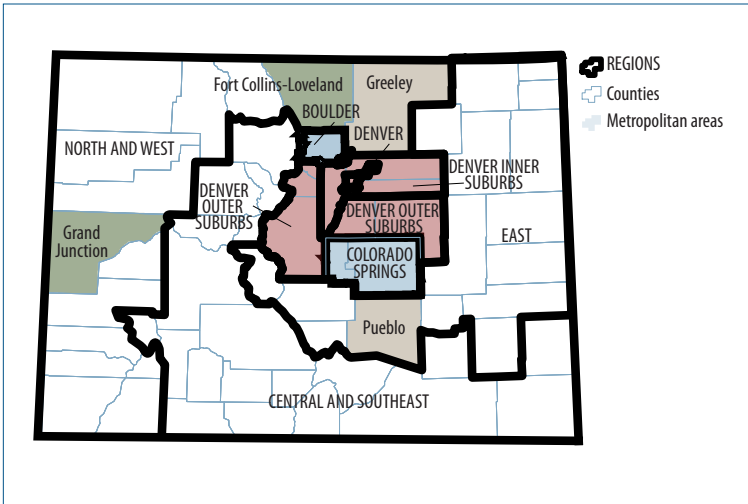 REGIONS
Counties
Metropolitan areas
Fort Collins-Loveland
Greeley
BOULDER
DENVER
NORTH AND WEST
DENVER INNER
SUBURBS
DENVER
OUTER
SUBURBS
DENVER OUTER
SUBURBS
Grand
Junction
EAST
COLORADO
SPRINGS
Pueblo
CENTRAL AND SOUTHEAST